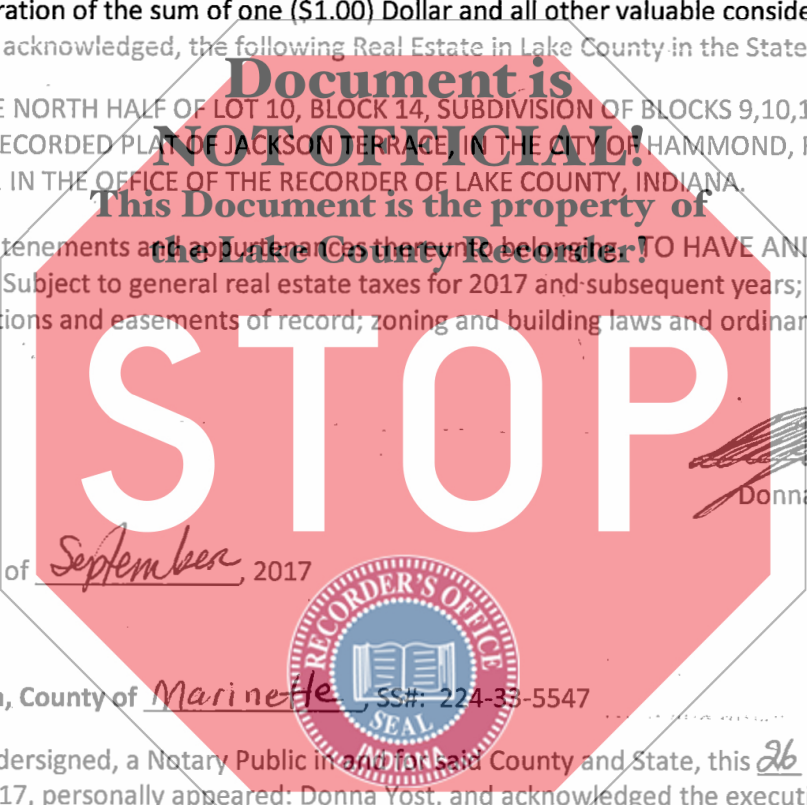 ration of the sum of one ($1.00) Dollar and all other valuable conside
acknowledged, the following Real Estate in Lake County in the State
Document is
E NORTH HALF OF LOT 10, BLOCK 14, SUBDIVISION OF BLOCKS 9,10,1
NOT OFFICIAL!
ECORDED PLAT OF JACKSON TERRACE, IN THE CITY OF HAMMOND,
IN THE OFFICE OF THE RECORDER OF LAKE COUNTY, INDIANA.
This Document is the property of
the Lake County Recorder!
tenements and appurtenances thereunto belonging. TO HAVE AND
Subject to general real estate taxes for 2017 and subsequent years;
tions and easements of record; zoning and building laws and ordinan
STOP
Donna
of September, 2017
RECORDER'S OFFICE
SEAL
INDIANA
, County of Marinette, SS#: 224-33-5547
dersigned, a Notary Public in and for said County and State, this 26
17, personally appeared: Donna Yost, and acknowledged the execut